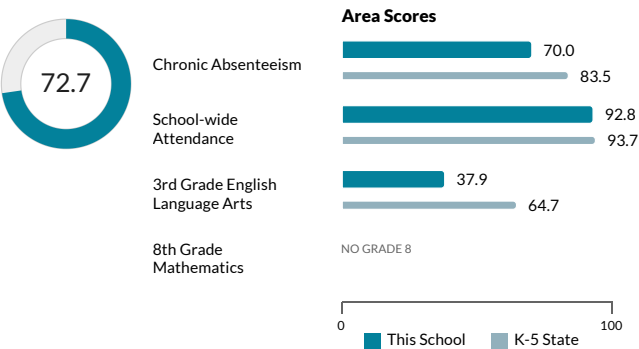 72.7
Area Scores
Chronic Absenteeism
70.0
83.5
School-wide
Attendance
92.8
93.7
3rd Grade English
Language Arts
37.9
64.7
8th Grade
Mathematics
NO GRADE 8
0
100
This School
K-5 State